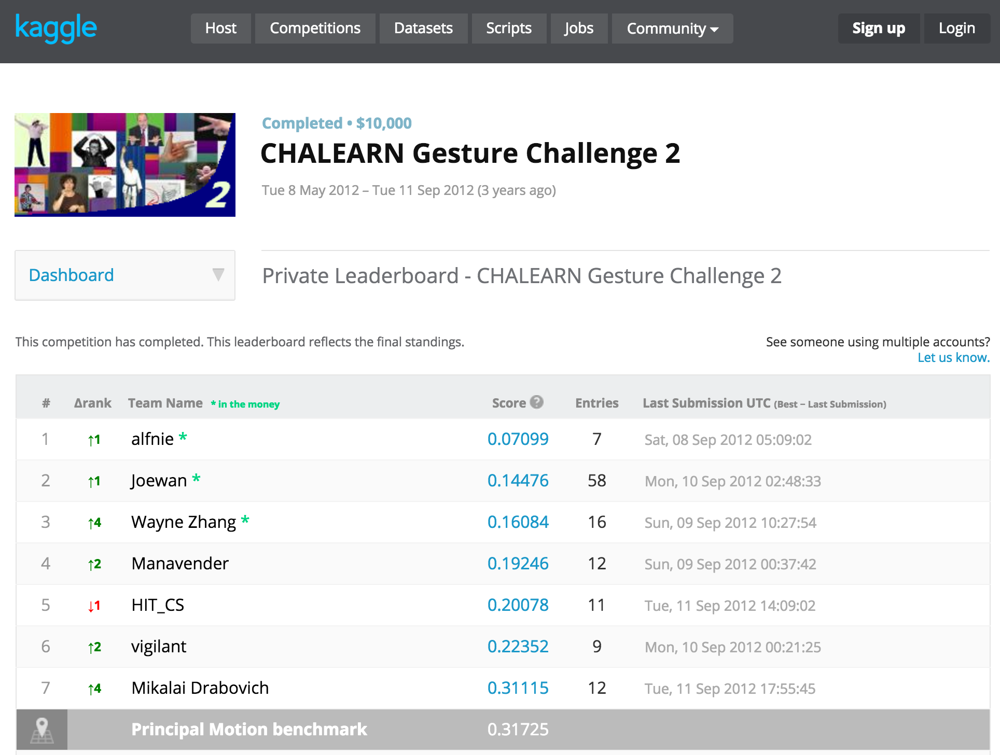 kaggle
Host Competitions Datasets Scripts Jobs Community
Sign up Login
2
Completed • $10,000
CHALEARN Gesture Challenge 2
Tue 8 May 2012 – Tue 11 Sep 2012 (3 years ago)
Dashboard
Private Leaderboard - CHALEARN Gesture Challenge 2
This competition has completed. This leaderboard reflects the final standings.
See someone using multiple accounts?
Let us know.
# Δrank Team Name * in the money Score ? Entries Last Submission UTC (Best – Last Submission)
1 ↑1 alfnie * 0.07099 7 Sat, 08 Sep 2012 05:09:02
2 ↑1 Joewan * 0.14476 58 Mon, 10 Sep 2012 02:48:33
3 ↑4 Wayne Zhang * 0.16084 16 Sun, 09 Sep 2012 10:27:54
4 ↑2 Manavender 0.19246 12 Sun, 09 Sep 2012 00:37:42
5 ↓1 HIT_CS 0.20078 11 Tue, 11 Sep 2012 14:09:02
6 ↑2 vigilant 0.22352 9 Mon, 10 Sep 2012 00:21:25
7 ↑4 Mikalai Drabovich 0.31115 12 Tue, 11 Sep 2012 17:55:45
Principal Motion benchmark 0.31725